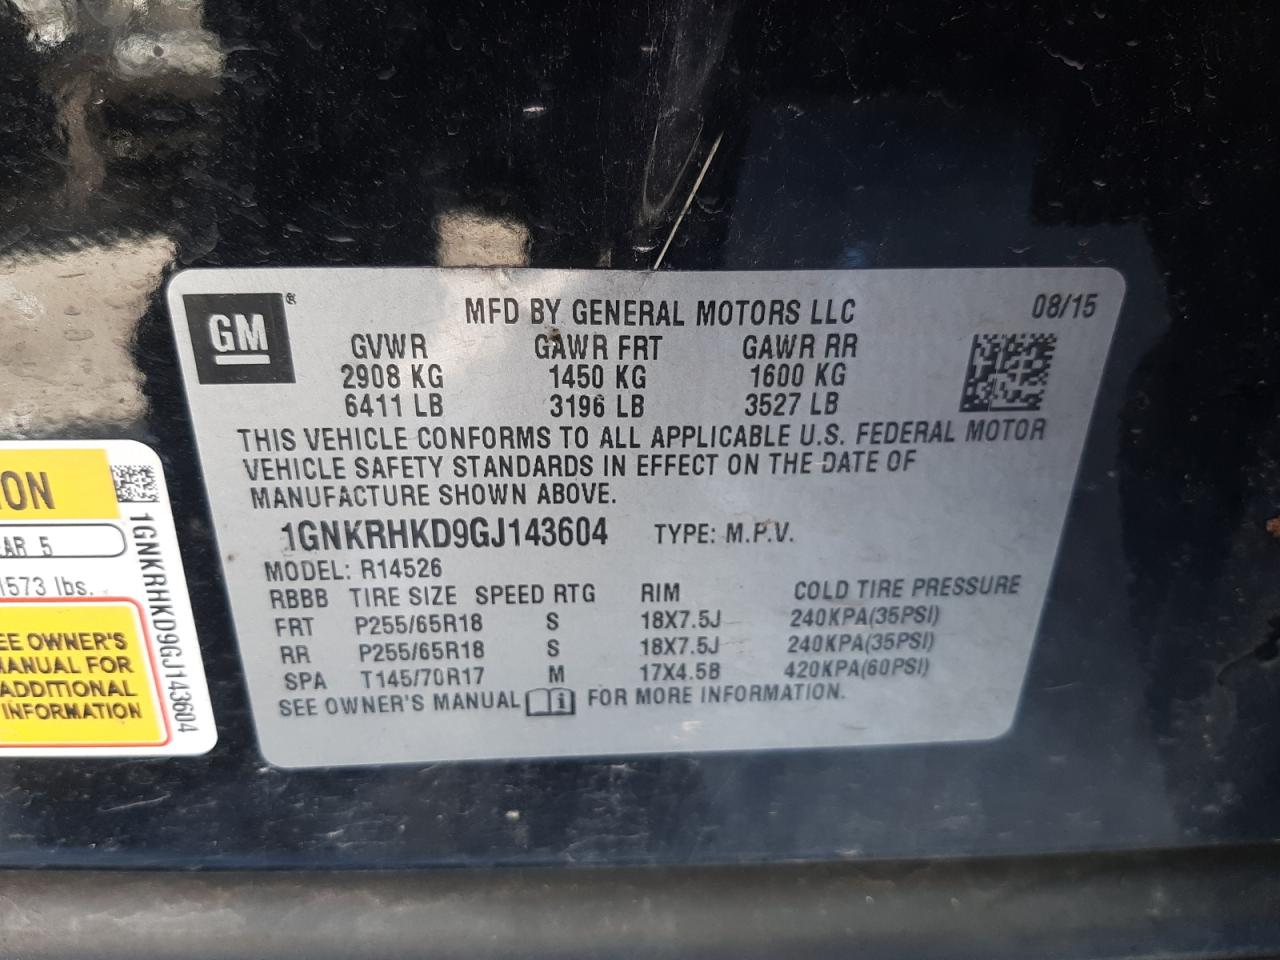 GM ®
MFD BY GENERAL MOTORS LLC 08/15
GVWR GAWR FRT GAWR RR
2908 KG 1450 KG 1600 KG
6411 LB 3196 LB 3527 LB
THIS VEHICLE CONFORMS TO ALL APPLICABLE U.S. FEDERAL MOTOR
VEHICLE SAFETY STANDARDS IN EFFECT ON THE DATE OF
MANUFACTURE SHOWN ABOVE.
1GNKRHKD9GJ143604 TYPE: M.P.V.
MODEL: R14526
RBBB TIRE SIZE SPEED RTG RIM COLD TIRE PRESSURE
FRT P255/65R18 S 18X7.5J 240KPA(35PSI)
RR P255/65R18 S 18X7.5J 240KPA(35PSI)
SPA T145/70R17 M 17X4.5B 420KPA(60PSI)
SEE OWNER'S MANUAL FOR MORE INFORMATION.
ION
EAR 5
1573 lbs.
SEE OWNER'S
MANUAL FOR
ADDITIONAL
INFORMATION
1GNKRHKD9GJ143604